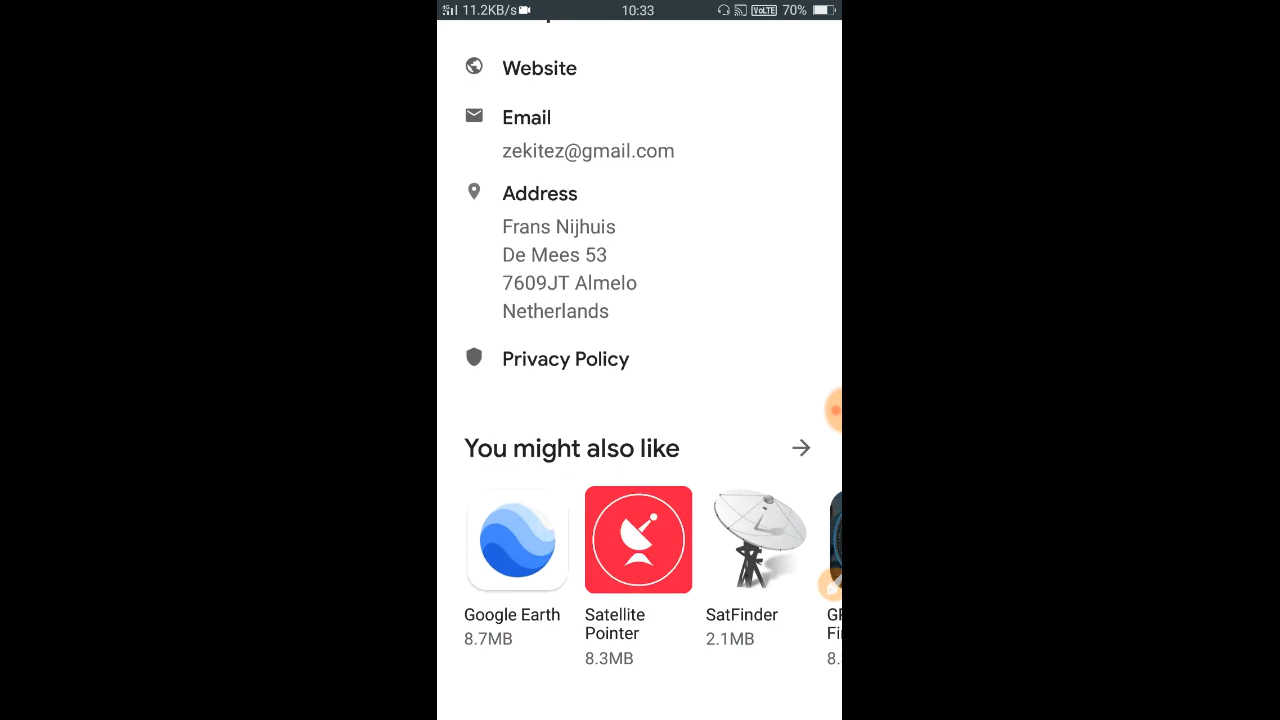 11.2KB/s 10:33 VoLTE 70%
Website
Email
zekitez@gmail.com
Address
Frans Nijhuis
De Mees 53
7609JT Almelo
Netherlands
Privacy Policy
You might also like
Google Earth
8.7MB
Satellite
Pointer
8.3MB
SatFinder
2.1MB